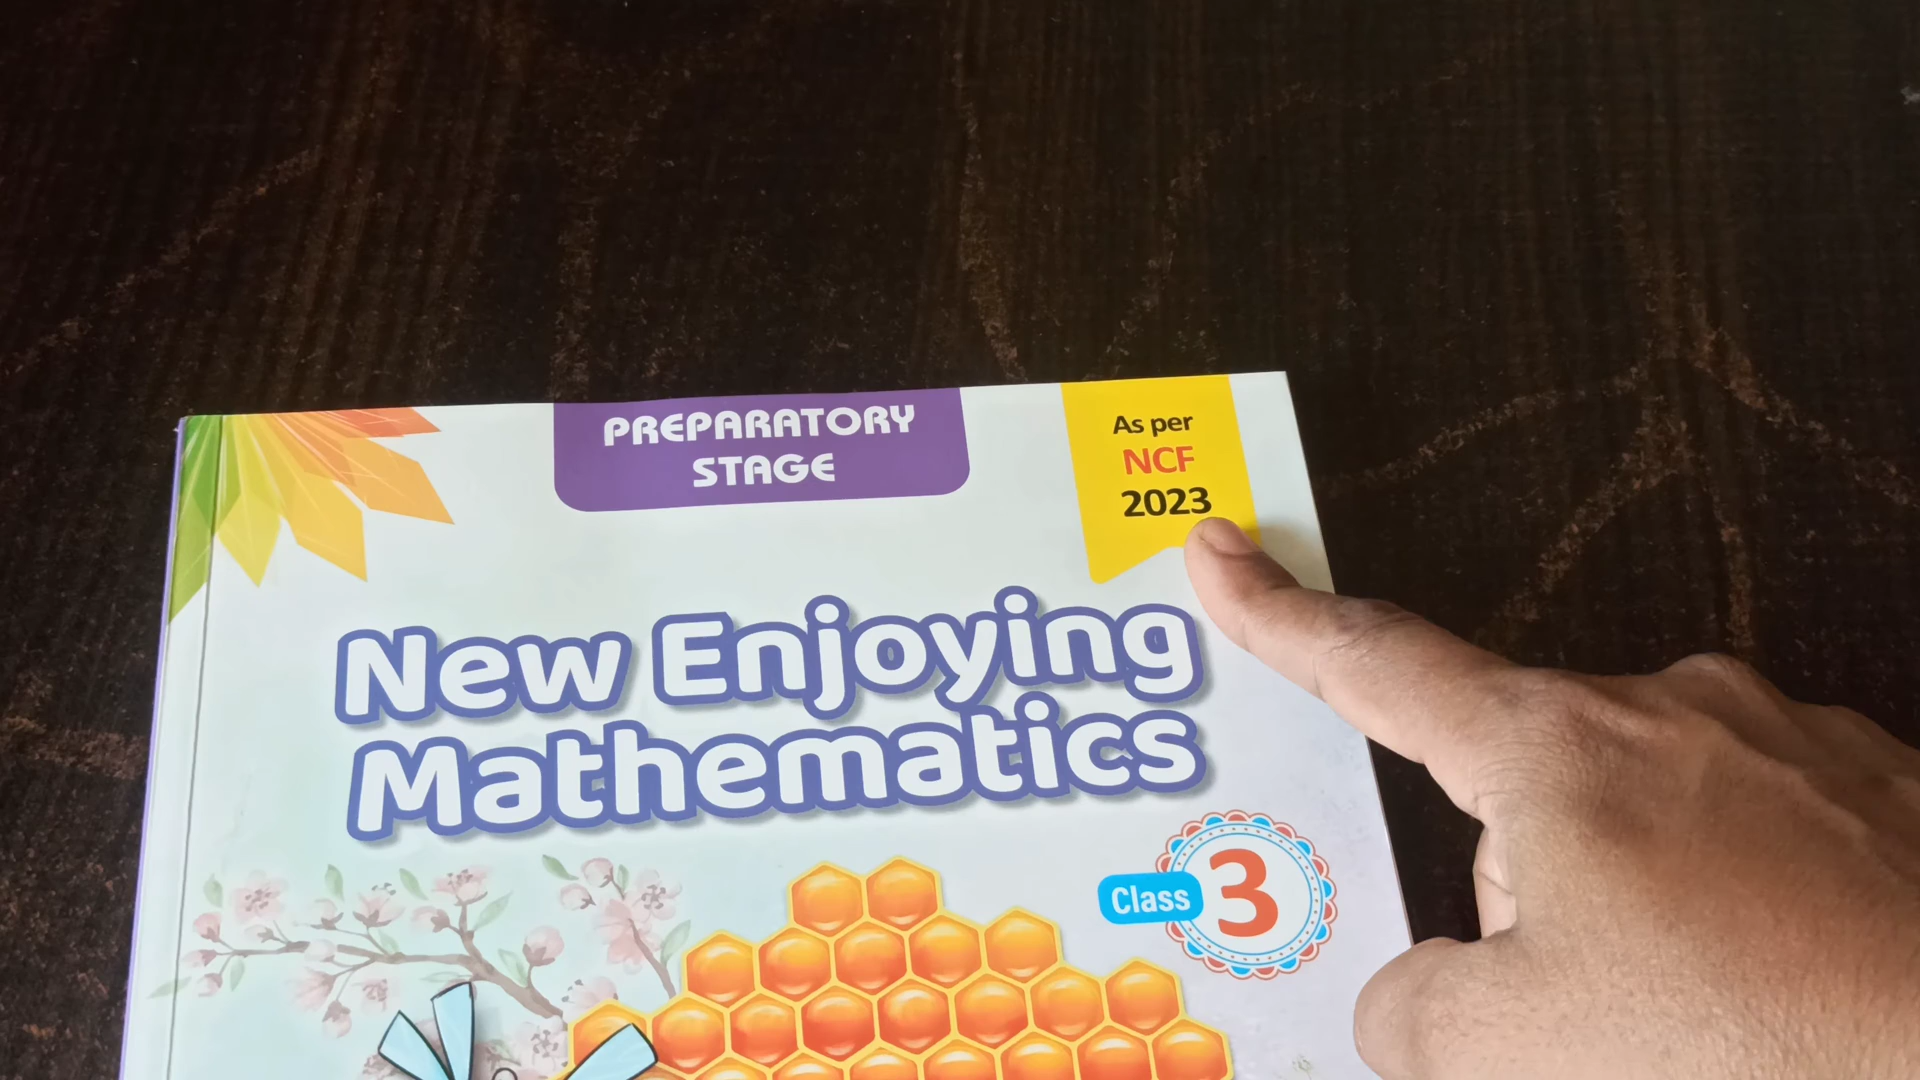 PREPARATORY
STAGE
As per
NCF
2023
New Enjoying
Mathematics
Class 3